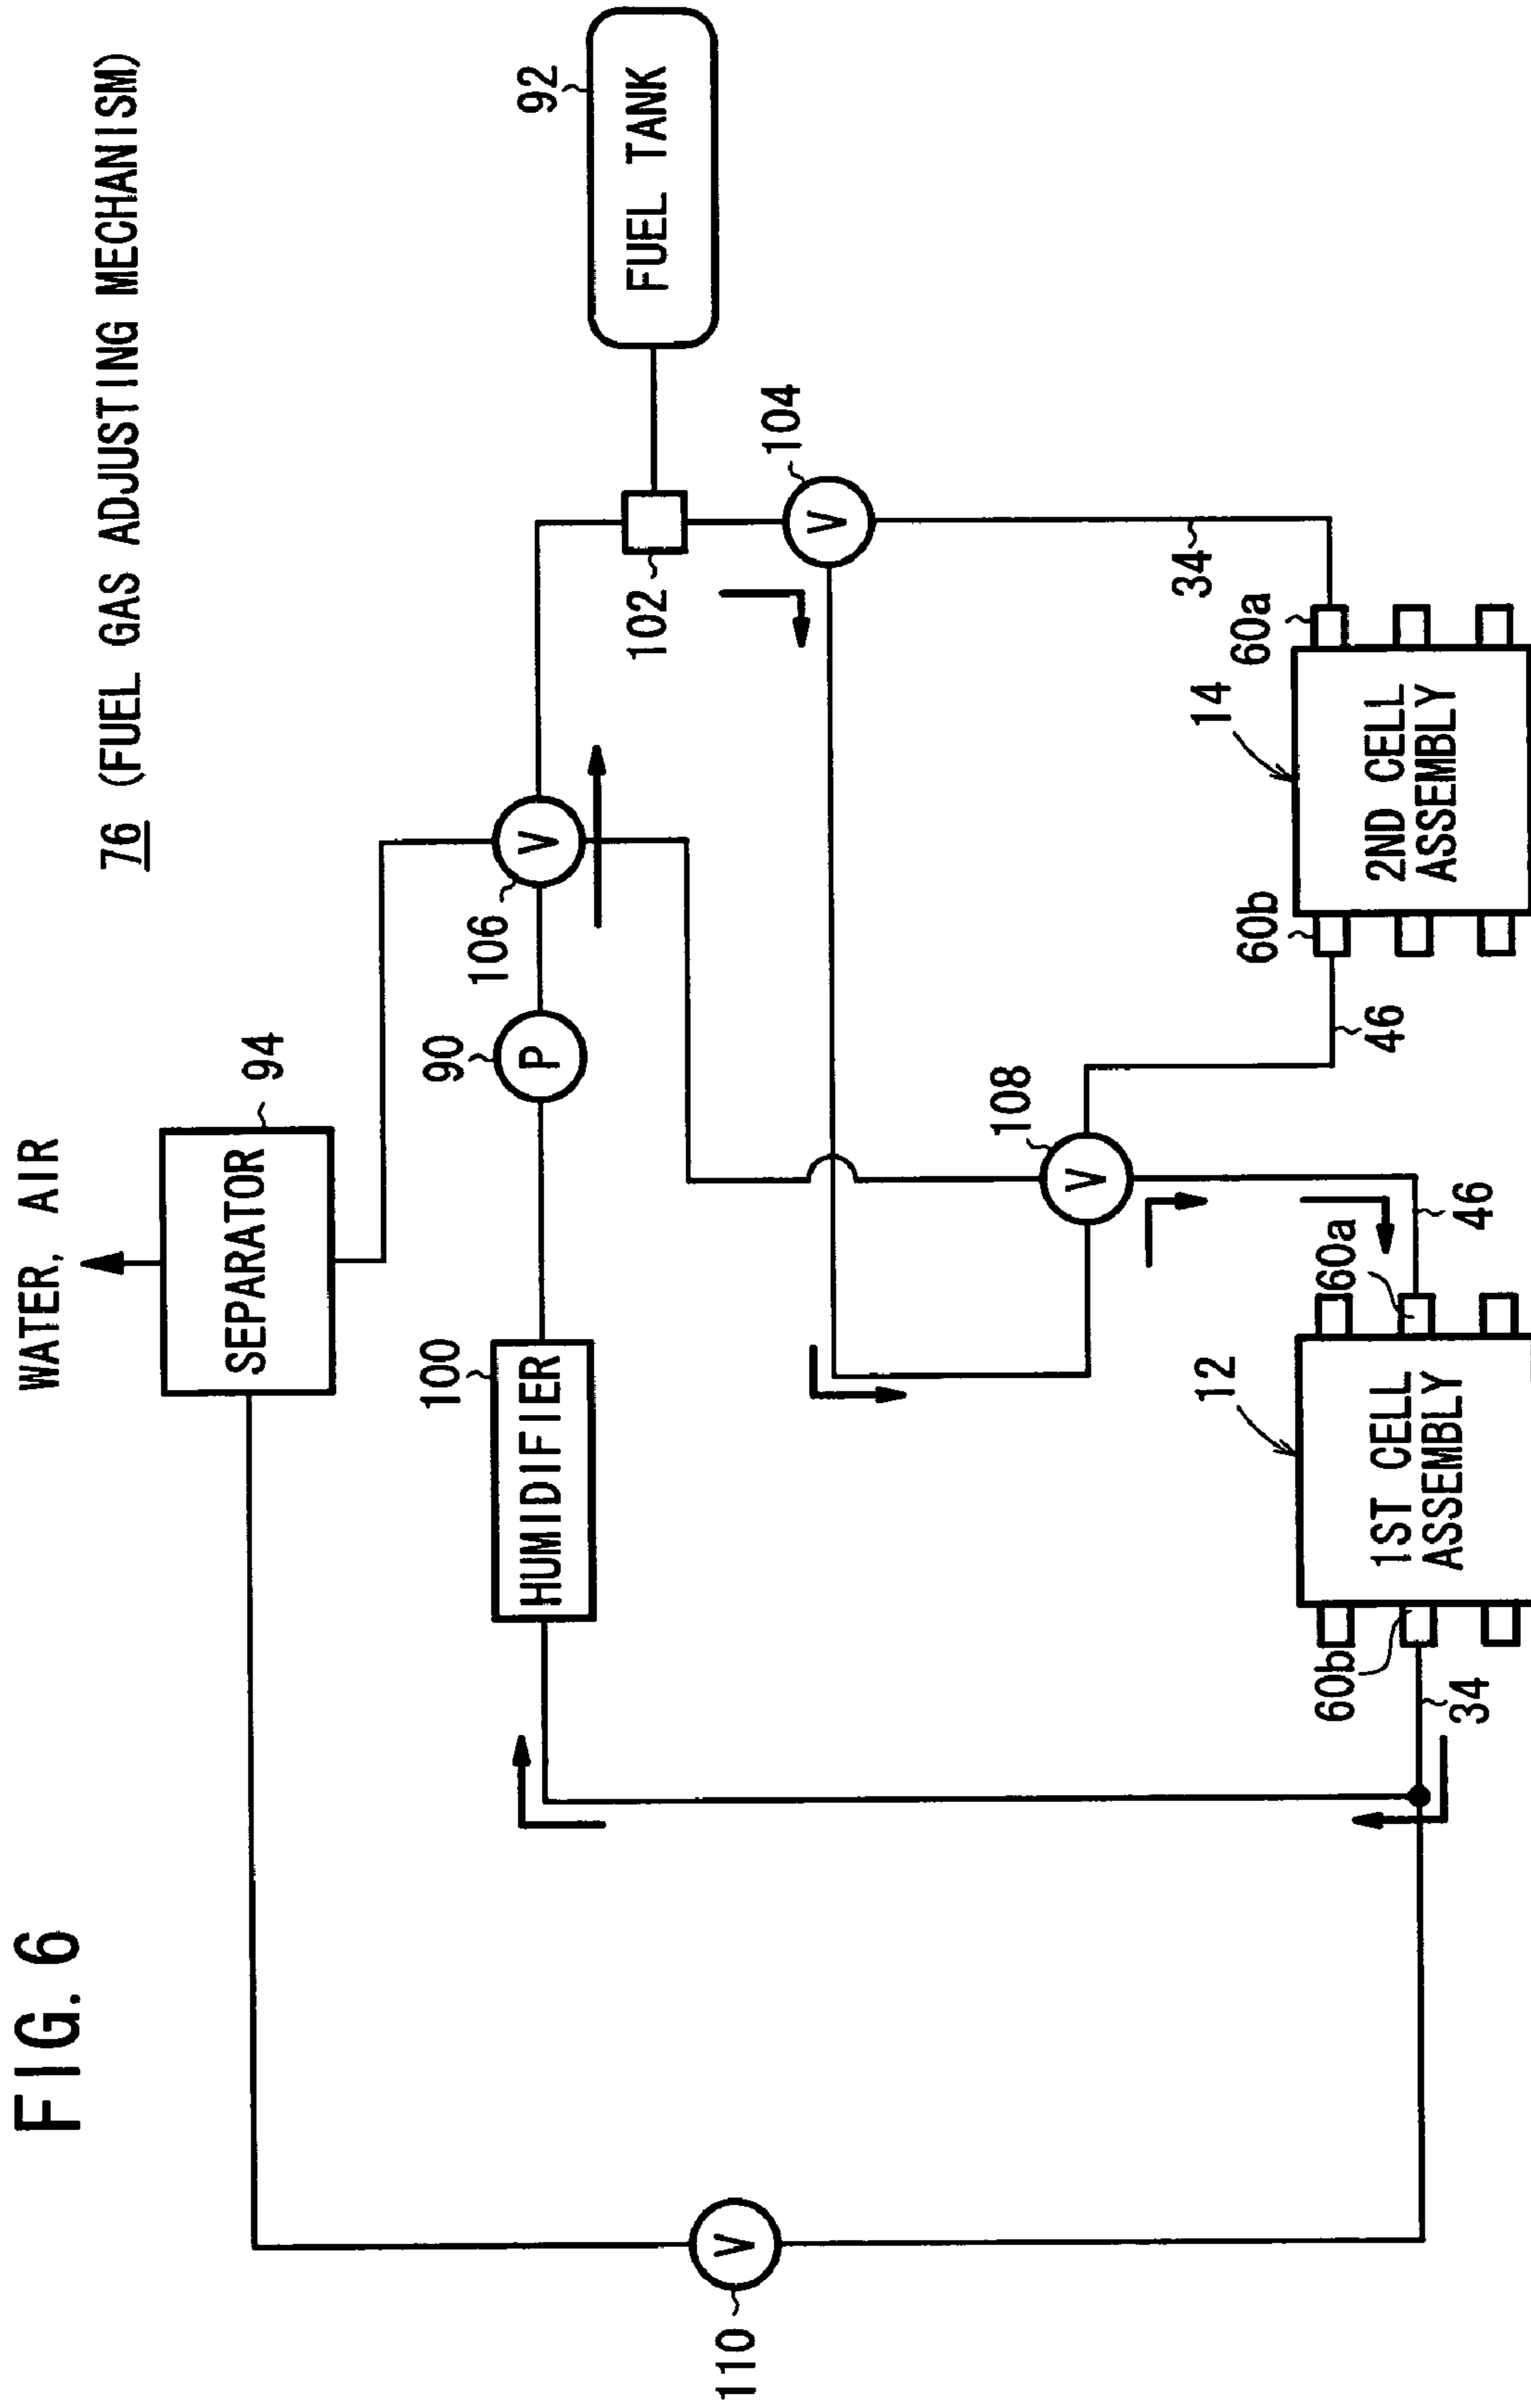 FIG. 6
76 (FUEL GAS ADJUSTING MECHANISM)
WATER, AIR
94
SEPARATOR
92
FUEL TANK
100
HUMIDIFIER
90
P
106
V
102
104
V
110
V
108
V
34
46
60a
60b
14
2ND CELL
ASSEMBLY
46
60a
60b
34
12
1ST CELL
ASSEMBLY